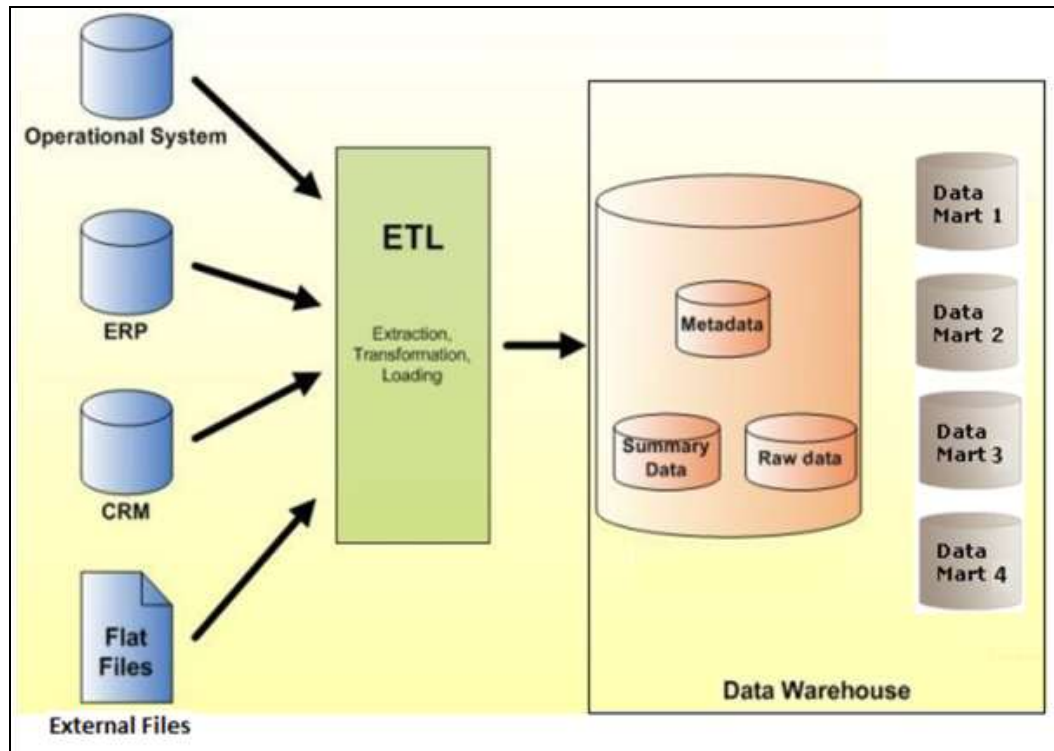 Operational System
ERP
CRM
Flat
Files
External Files
ETL
Extraction,
Transformation,
Loading
Metadata
Summary
Data
Raw data
Data
Mart 1
Data
Mart 2
Data
Mart 3
Data
Mart 4
Data Warehouse